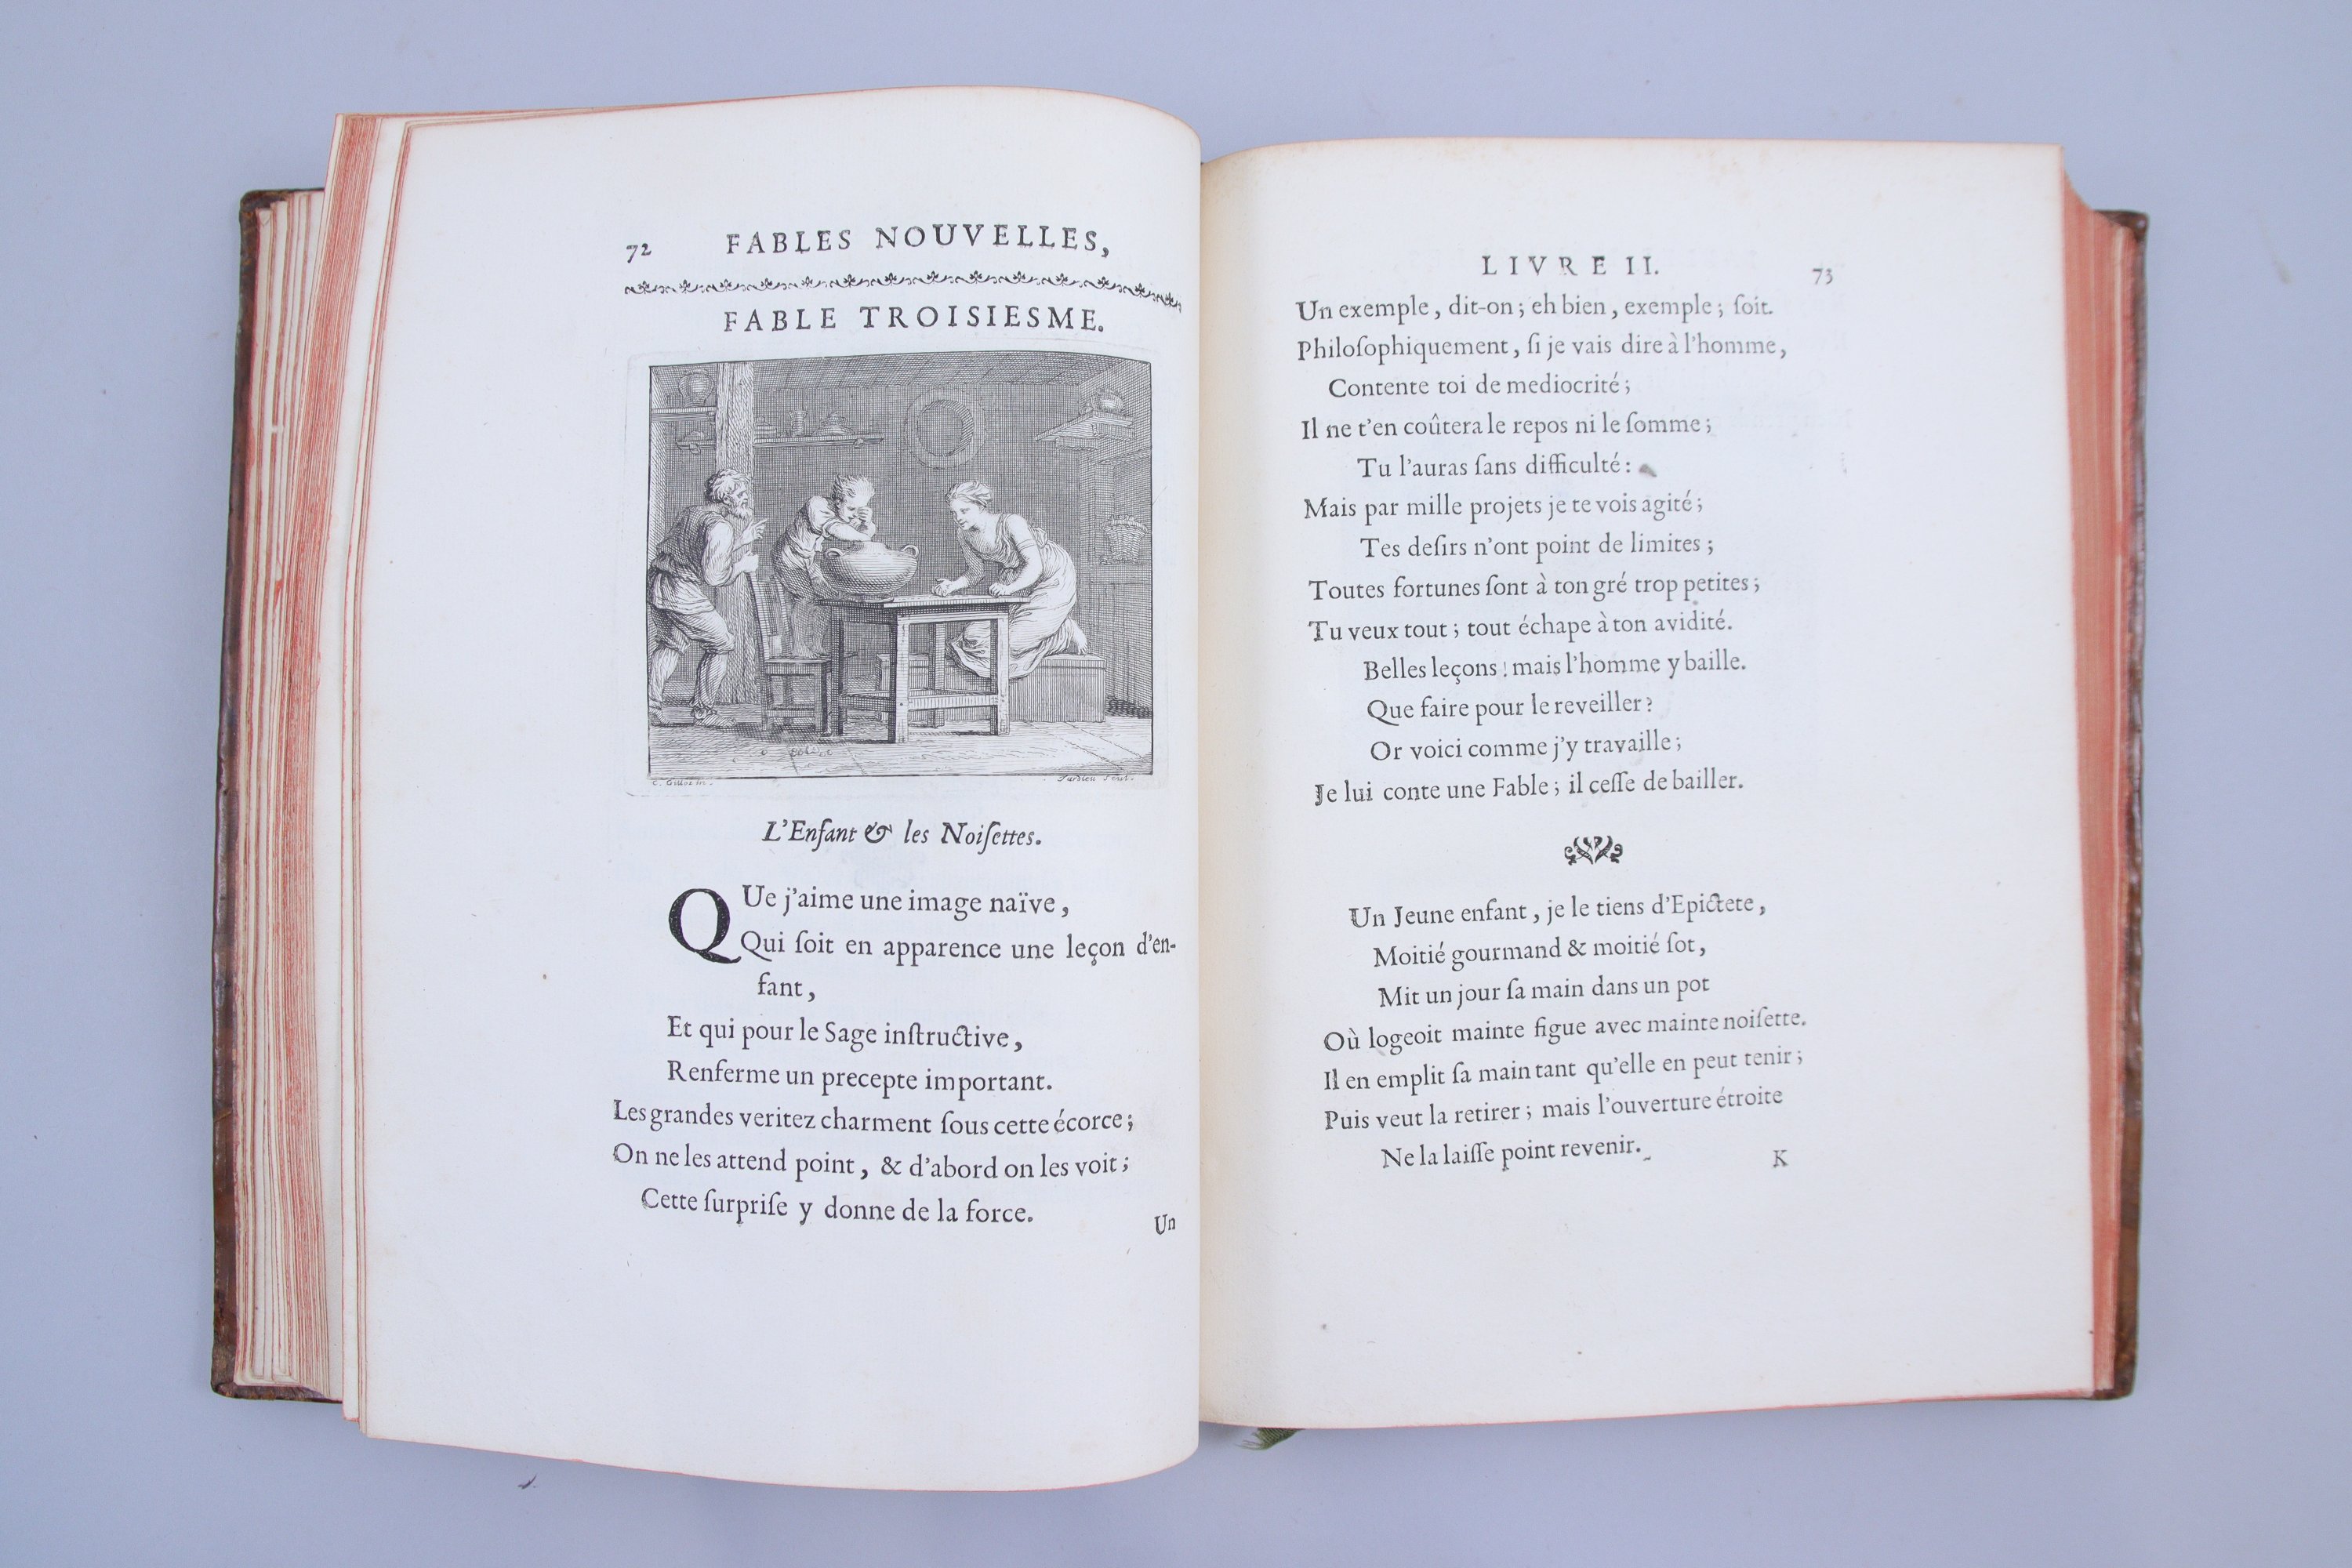 72 FABLES NOUVELLES,
FABLE TROISIESME.
C. Gillot in. Tardieu Scul.
L'Enfant & les Noiſettes.
QUe j'aime une image naïve,
Qui ſoit en apparence une leçon d'en-
fant,
Et qui pour le Sage inſtructive,
Renferme un precepte important.
Les grandes veritez charment ſous cette écorce;
On ne les attend point, & d'abord on les voit;
Cette ſurpriſe y donne de la force.
Un
LIVRE II. 73
Un exemple, dit-on; eh bien, exemple; ſoit.
Philoſophiquement, ſi je vais dire à l'homme,
Contente toi de mediocrité;
Il ne t'en coûtera le repos ni le ſomme;
Tu l'auras ſans difficulté:
Mais par mille projets je te vois agité;
Tes deſirs n'ont point de limites;
Toutes fortunes ſont à ton gré trop petites;
Tu veux tout; tout échape à ton avidité.
Belles leçons! mais l'homme y baille.
Que faire pour le reveiller?
Or voici comme j'y travaille;
Je lui conte une Fable; il ceſſe de bailler.
Un Jeune enfant, je le tiens d'Epictete,
Moitié gourmand & moitié ſot,
Mit un jour ſa main dans un pot
Où logeoit mainte figue avec mainte noiſette.
Il en emplit ſa main tant qu'elle en peut tenir;
Puis veut la retirer; mais l'ouverture étroite
Ne la laiſſe point revenir.
K